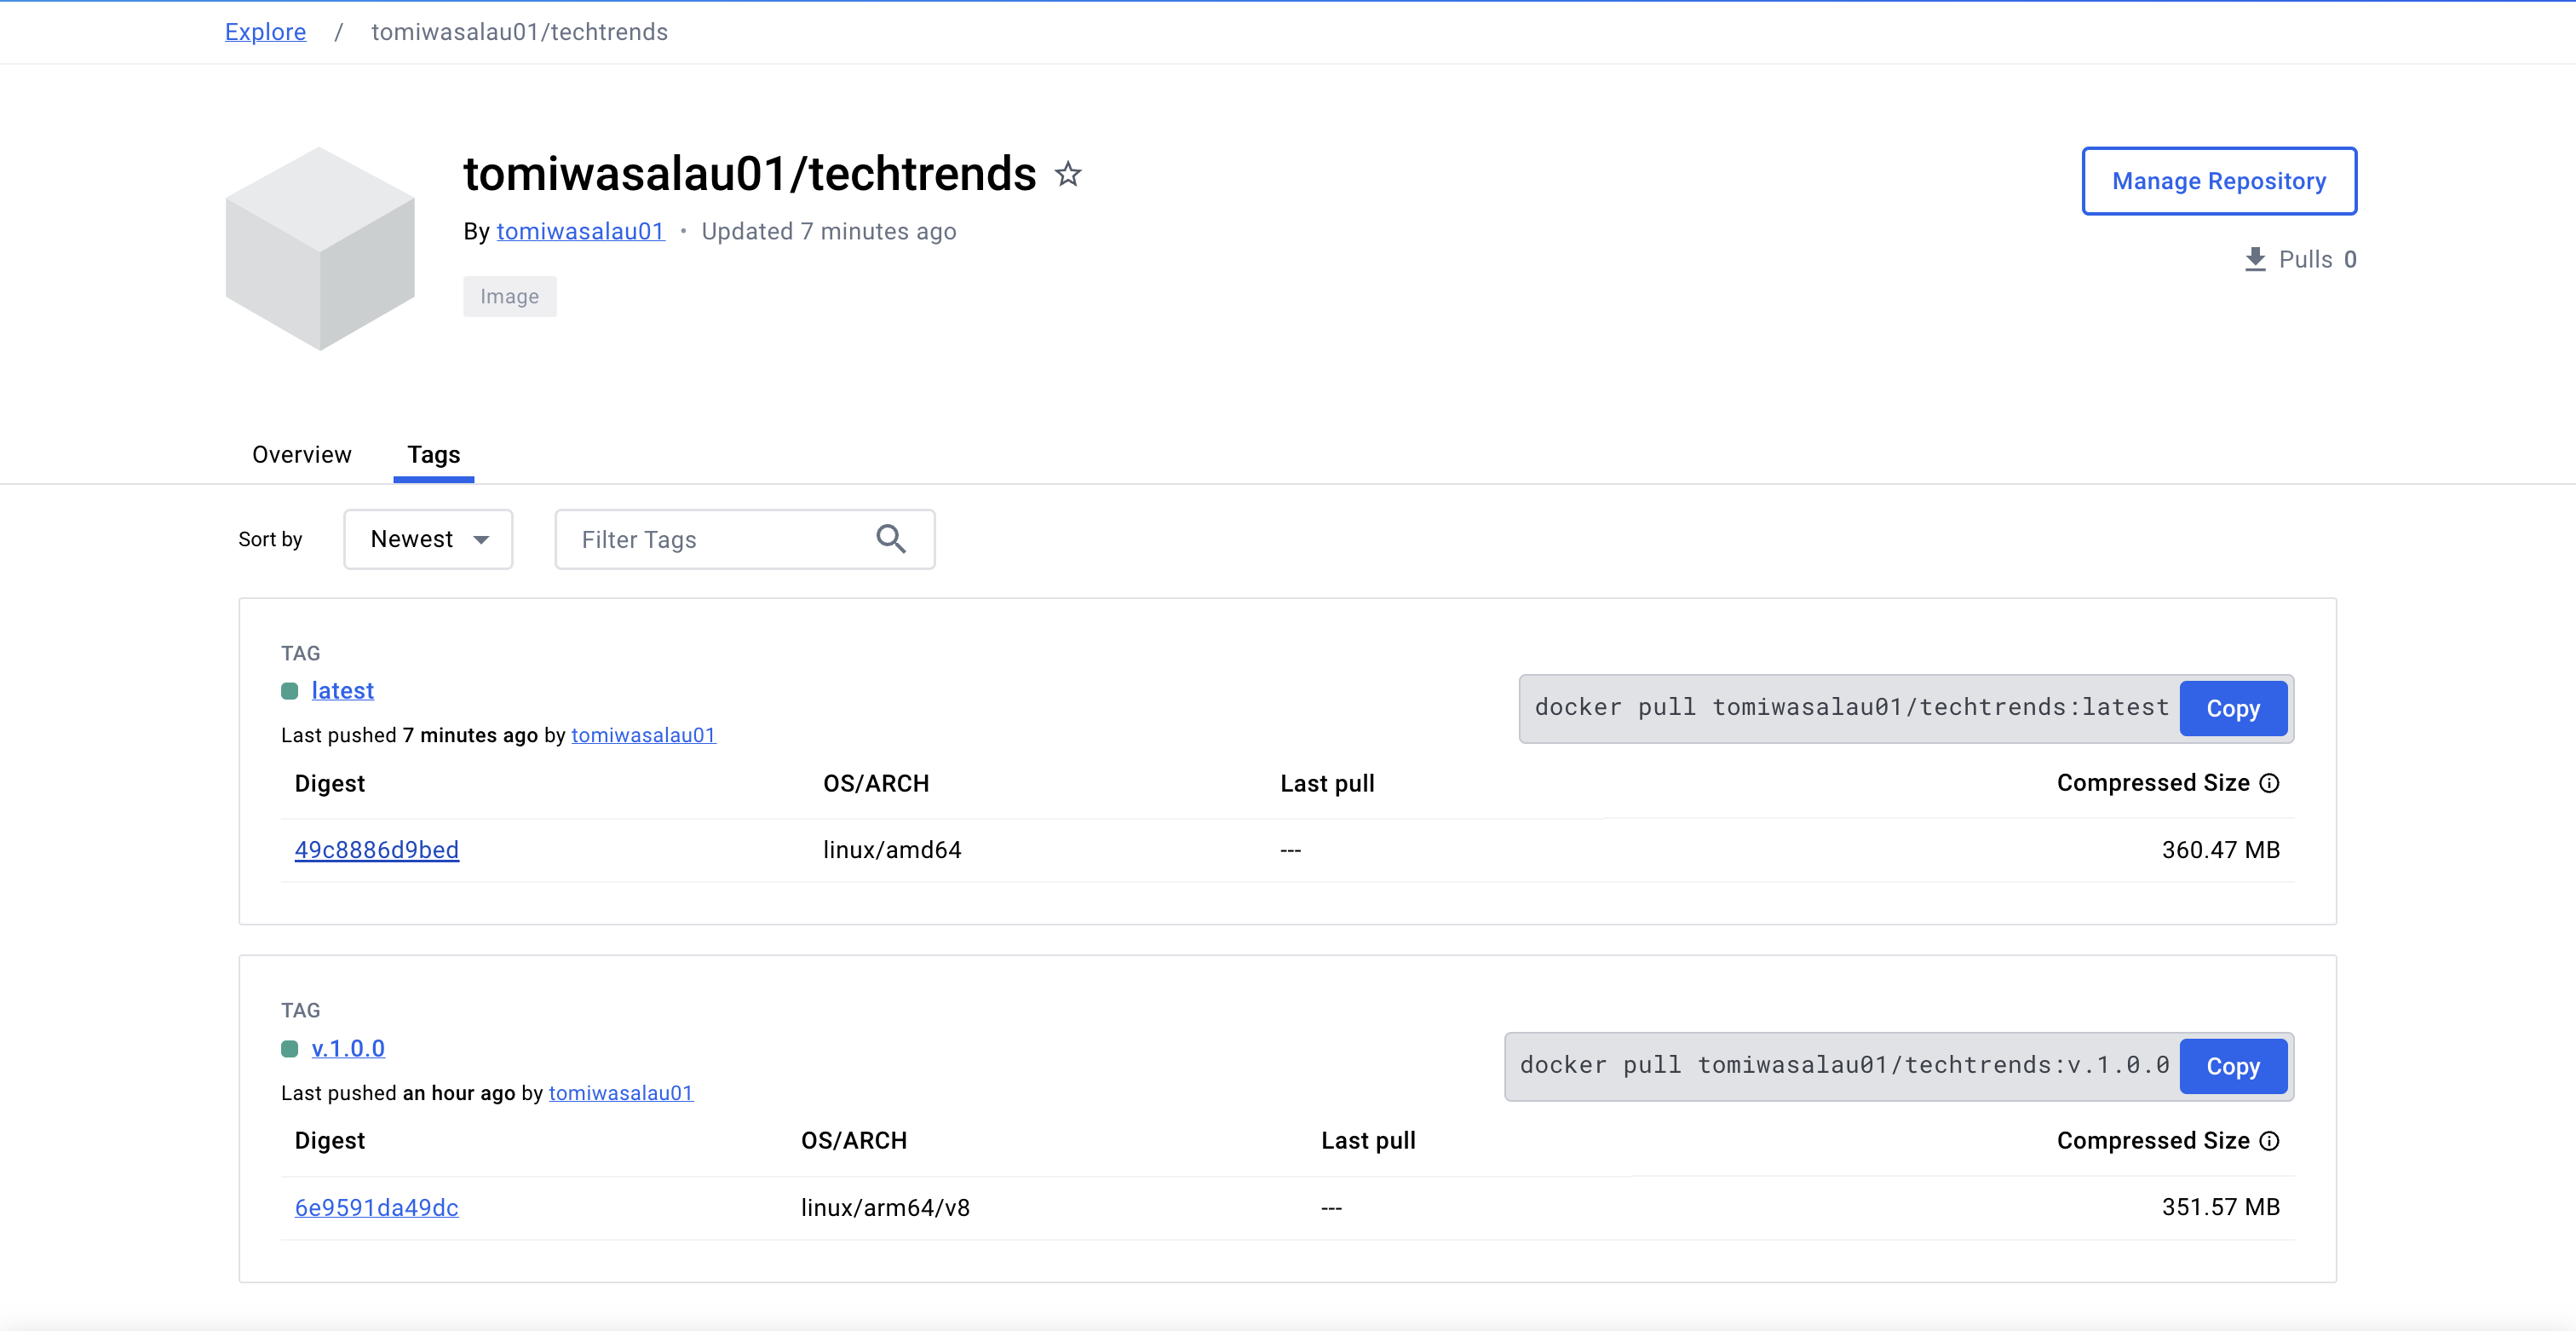 Explore / tomiwasalau01/techtrends
tomiwasalau01/techtrends
Manage Repository
By tomiwasalau01 • Updated 7 minutes ago
Pulls 0
Image
Overview Tags
Sort by Newest Filter Tags
TAG
latest
docker pull tomiwasalau01/techtrends:latest Copy
Last pushed 7 minutes ago by tomiwasalau01
Digest OS/ARCH Last pull Compressed Size
49c8886d9bed linux/amd64 --- 360.47 MB
TAG
v.1.0.0
docker pull tomiwasalau01/techtrends:v.1.0.0 Copy
Last pushed an hour ago by tomiwasalau01
Digest OS/ARCH Last pull Compressed Size
6e9591da49dc linux/arm64/v8 --- 351.57 MB